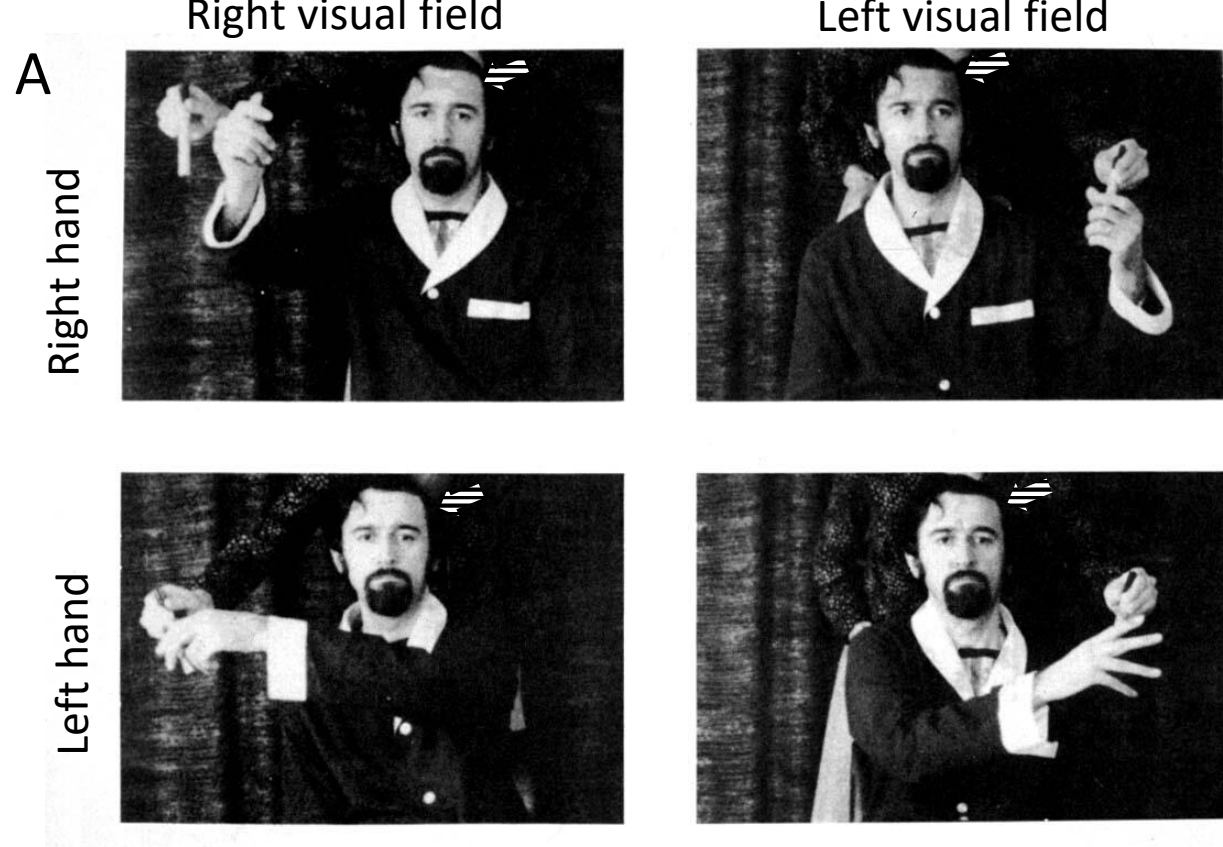 Right visual field
Left visual field
A
Right hand
Left hand